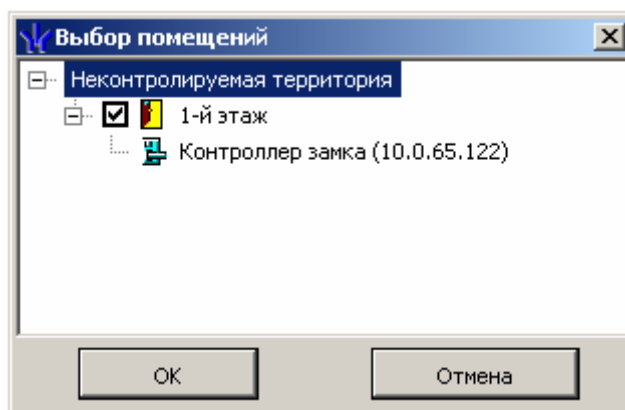 Выбор помещений
Неконтролируемая территория
1-й этаж
Контроллер замка (10.0.65.122)
OK
Отмена